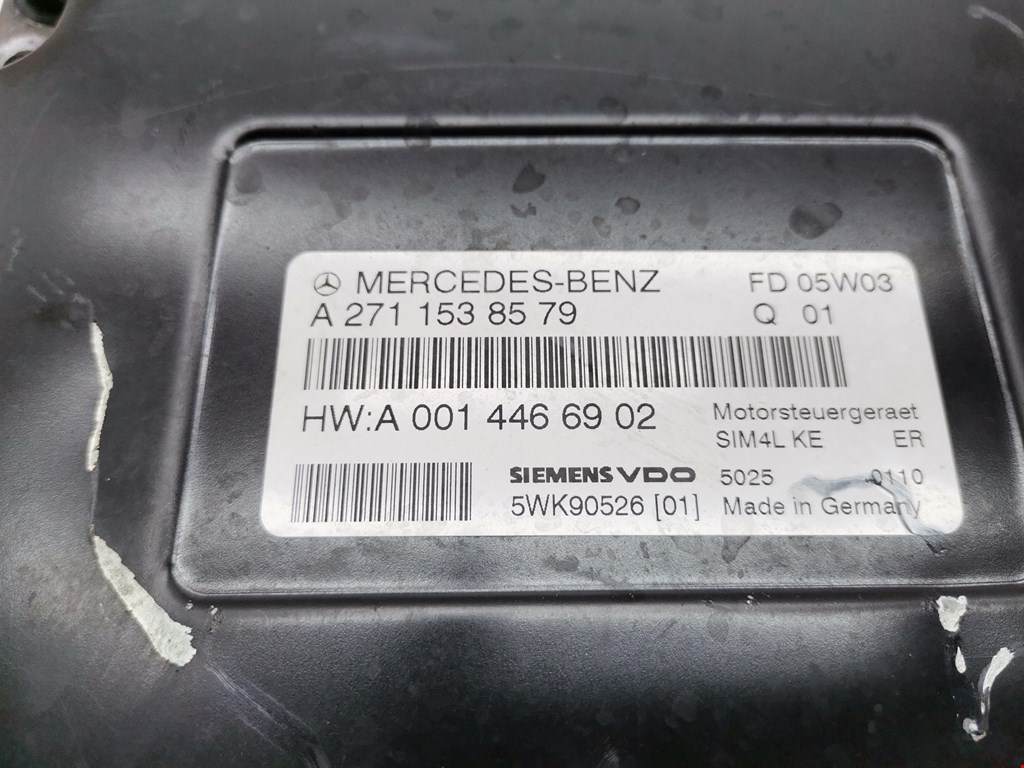 MERCEDES-BENZ FD 05W03
A 271 153 85 79 Q 01
HW:A 001 446 69 02 Motorsteuergeraet
SIM4L KE ER
SIEMENS VDO 5025 0110
5WK90526 [01] Made in Germany